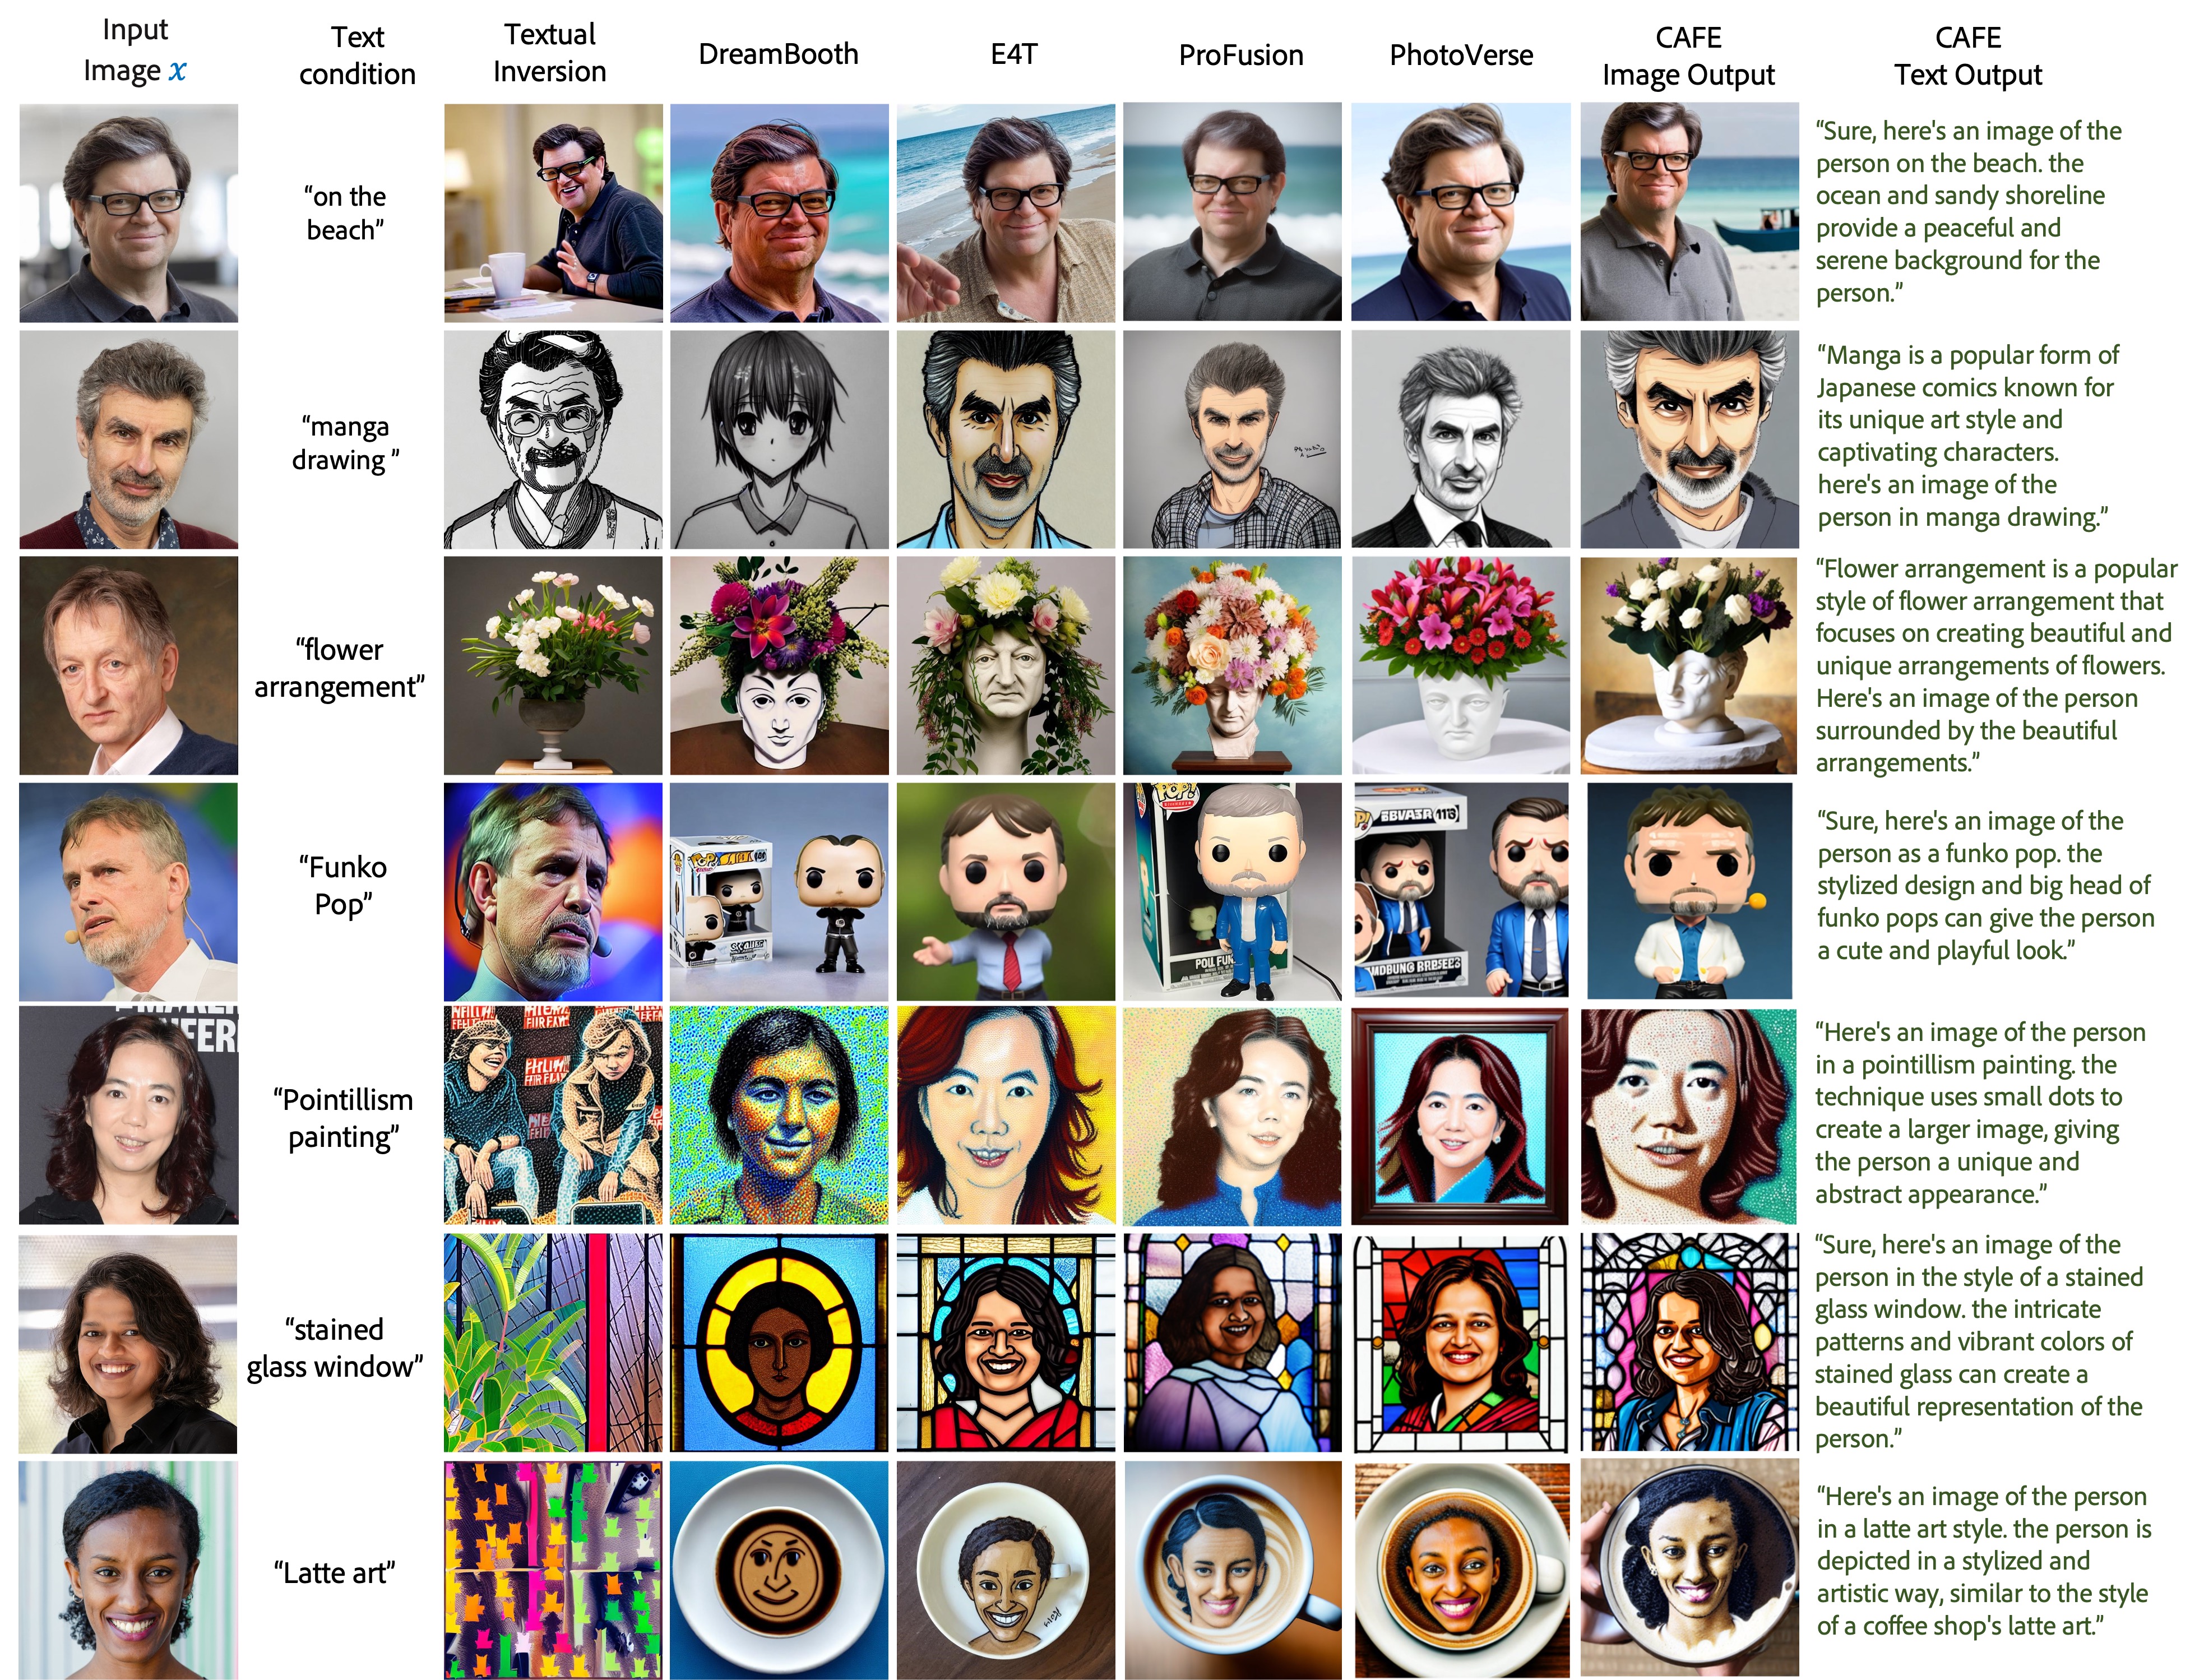 Input
Image x
Text
condition
Textual
Inversion
DreamBooth
E4T
ProFusion
PhotoVerse
CAFE
Image Output
CAFE
Text Output
“on the
beach”
“Sure, here's an image of the
person on the beach. the
ocean and sandy shoreline
provide a peaceful and
serene background for the
person.”
“manga
drawing ”
“Manga is a popular form of
Japanese comics known for
its unique art style and
captivating characters.
here's an image of the
person in manga drawing.”
“flower
arrangement”
“Flower arrangement is a popular
style of flower arrangement that
focuses on creating beautiful and
unique arrangements of flowers.
Here's an image of the person
surrounded by the beautiful
arrangements.”
“Funko
Pop”
POP!
POP!
POLL FUN
BBVA3R 113
“Sure, here's an image of the
person as a funko pop. the
stylized design and big head of
funko pops can give the person
a cute and playful look.”
“Pointillism
painting”
“Here's an image of the person
in a pointillism painting. the
technique uses small dots to
create a larger image, giving
the person a unique and
abstract appearance.”
“stained
glass window”
“Sure, here's an image of the
person in the style of a stained
glass window. the intricate
patterns and vibrant colors of
stained glass can create a
beautiful representation of the
person.”
“Latte art”
“Here's an image of the person
in a latte art style. the person is
depicted in a stylized and
artistic way, similar to the style
of a coffee shop's latte art.”